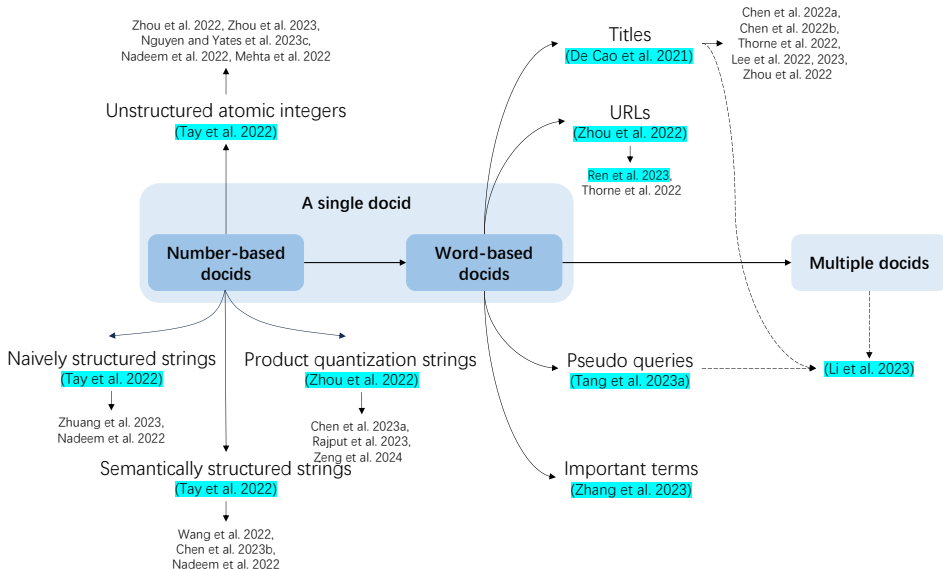 Zhou et al. 2022, Zhou et al. 2023,
Nguyen and Yates et al. 2023c,
Nadeem et al. 2022, Mehta et al. 2022
Unstructured atomic integers
(Tay et al. 2022)
Titles
(De Cao et al. 2021)
Chen et al. 2022a,
Chen et al. 2022b,
Thorne et al. 2022,
Lee et al. 2022, 2023,
Zhou et al. 2022
URLs
(Zhou et al. 2022)
Ren et al. 2023,
Thorne et al. 2022
A single docid
Number-based
docids
Word-based
docids
Multiple docids
Naively structured strings
(Tay et al. 2022)
Zhuang et al. 2023,
Nadeem et al. 2022
Product quantization strings
(Zhou et al. 2022)
Chen et al. 2023a,
Rajput et al. 2023,
Zeng et al. 2024
Semantically structured strings
(Tay et al. 2022)
Wang et al. 2022,
Chen et al. 2023b,
Nadeem et al. 2022
Pseudo queries
(Tang et al. 2023a)
(Li et al. 2023)
Important terms
(Zhang et al. 2023)